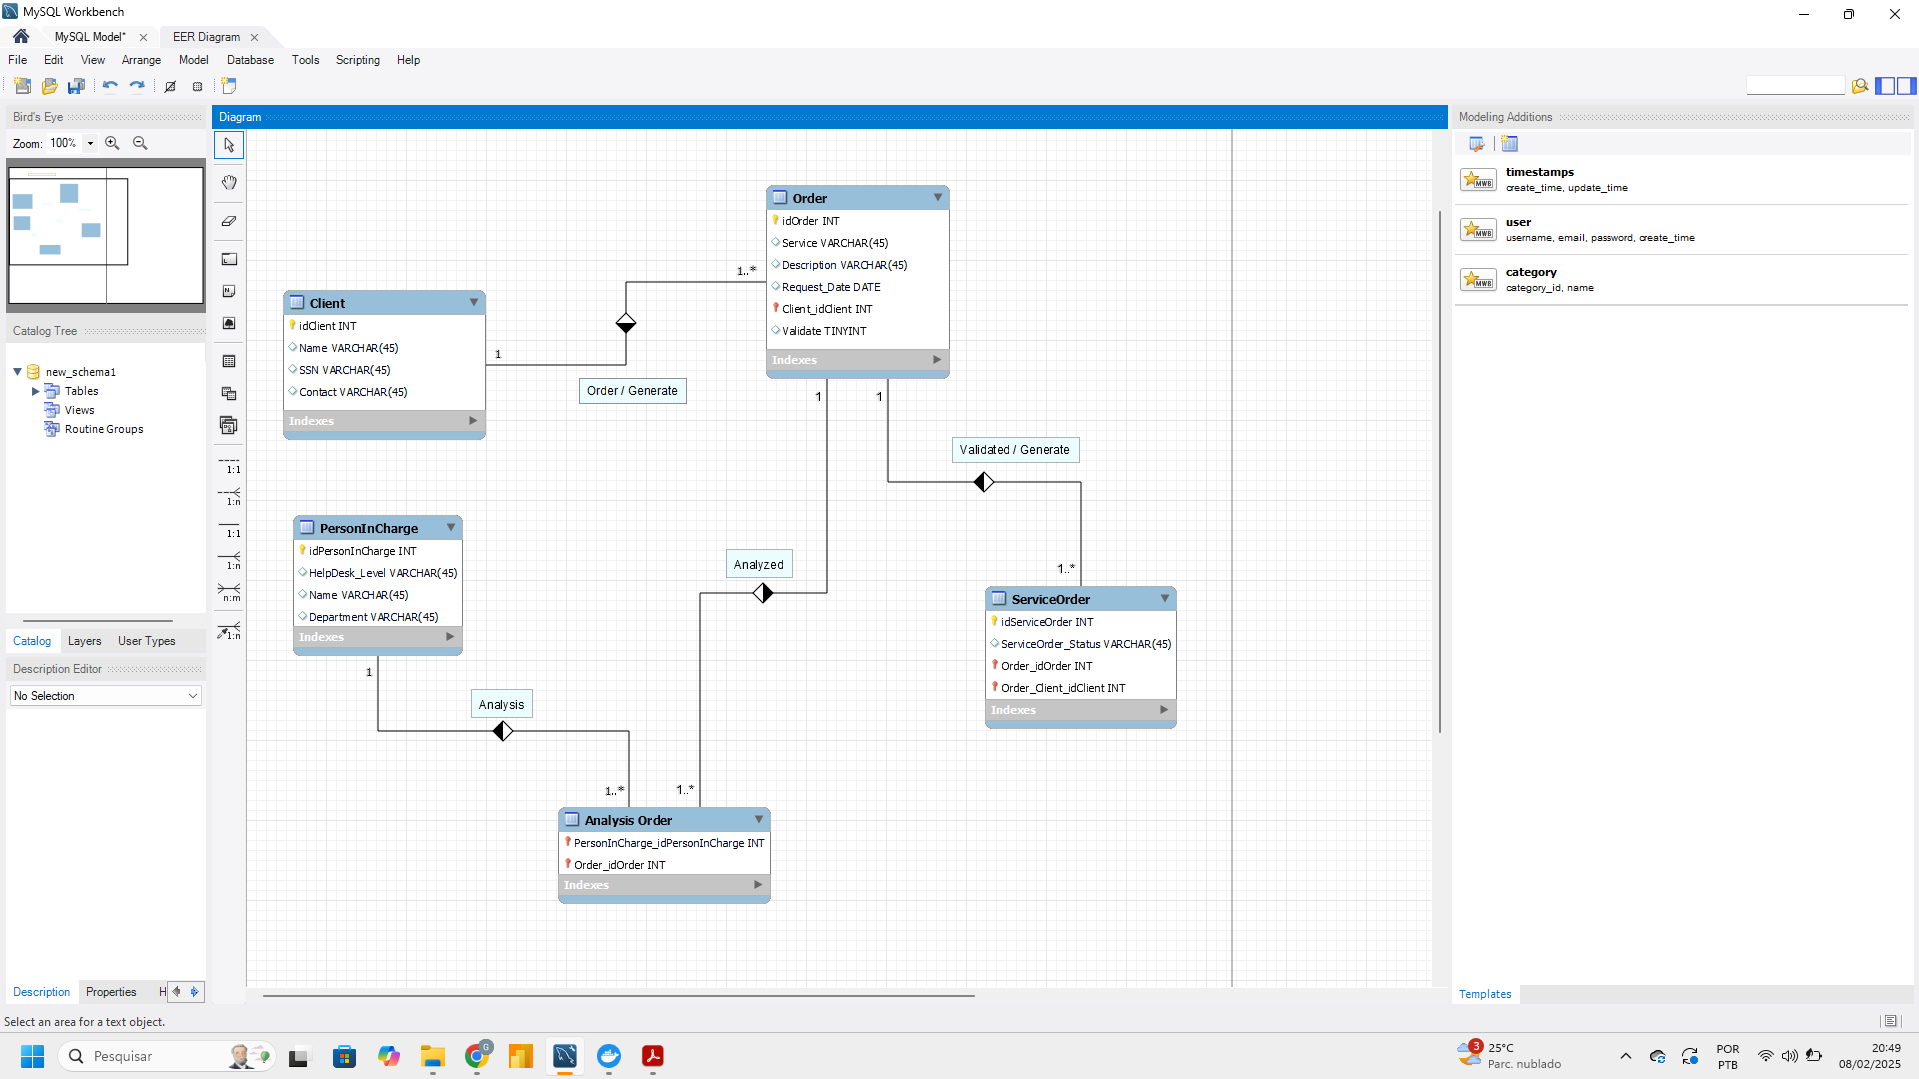 MySQL Workbench
MySQL Model*
EER Diagram
File Edit View Arrange Model Database Tools Scripting Help
Bird's Eye
Zoom: 100%
Catalog Tree
new_schema1
Tables
Views
Routine Groups
Catalog Layers User Types
Description Editor
No Selection
Description Properties H
Diagram
1:1
1:n
1:1
1:n
n:m
1:n
Client
idClient INT
Name VARCHAR(45)
SSN VARCHAR(45)
Contact VARCHAR(45)
Indexes
1
1..*
Order / Generate
Order
idOrder INT
Service VARCHAR(45)
Description VARCHAR(45)
Request_Date DATE
Client_idClient INT
Validate TINYINT
Indexes
1
1
Validated / Generate
1..*
PersonInCharge
idPersonInCharge INT
HelpDesk_Level VARCHAR(45)
Name VARCHAR(45)
Department VARCHAR(45)
Indexes
1
Analysis
1..*
Analyzed
1..*
ServiceOrder
idServiceOrder INT
ServiceOrder_Status VARCHAR(45)
Order_idOrder INT
Order_Client_idClient INT
Indexes
Analysis Order
PersonInCharge_idPersonInCharge INT
Order_idOrder INT
Indexes
Modeling Additions
MWB
timestamps
create_time, update_time
MWB
user
username, email, password, create_time
MWB
category
category_id, name
Templates
Select an area for a text object.
Pesquisar
G
3
25°C
Parc. nublado
POR
PTB
20:49
08/02/2025